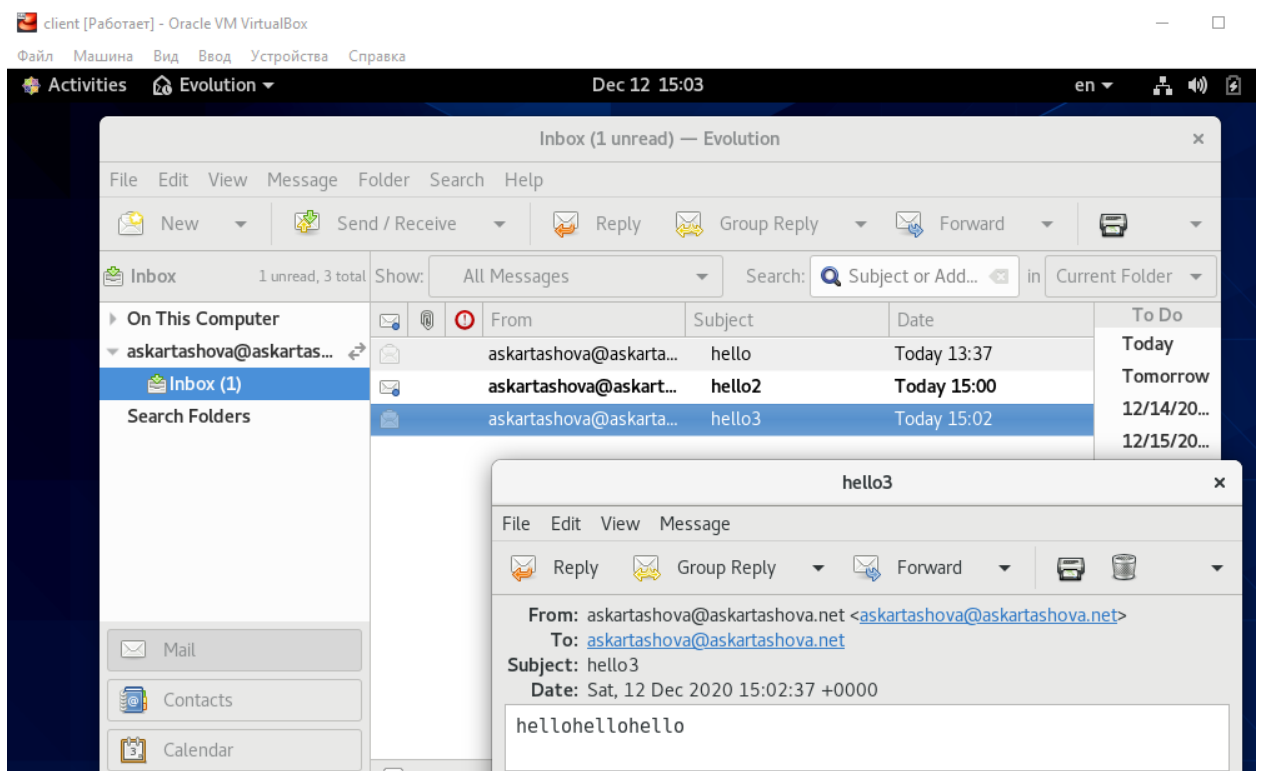 client [Работает] - Oracle VM VirtualBox
Файл Машина Вид Ввод Устройства Справка
Activities Evolution Dec 12 15:03 en
Inbox (1 unread) — Evolution
File Edit View Message Folder Search Help
New Send / Receive Reply Group Reply Forward
Inbox 1 unread, 3 total Show: All Messages Search: Subject or Add... in Current Folder
On This Computer From Subject Date To Do
askartashova@askartas... askartashova@askarta... hello Today 13:37 Today
Inbox (1) askartashova@askart... hello2 Today 15:00 Tomorrow
Search Folders askartashova@askarta... hello3 Today 15:02 12/14/20...
12/15/20...
hello3
File Edit View Message
Reply Group Reply Forward
From: askartashova@askartashova.net <askartashova@askartashova.net>
To: askartashova@askartashova.net
Subject: hello3
Date: Sat, 12 Dec 2020 15:02:37 +0000
hellohellohello
Mail
Contacts
Calendar